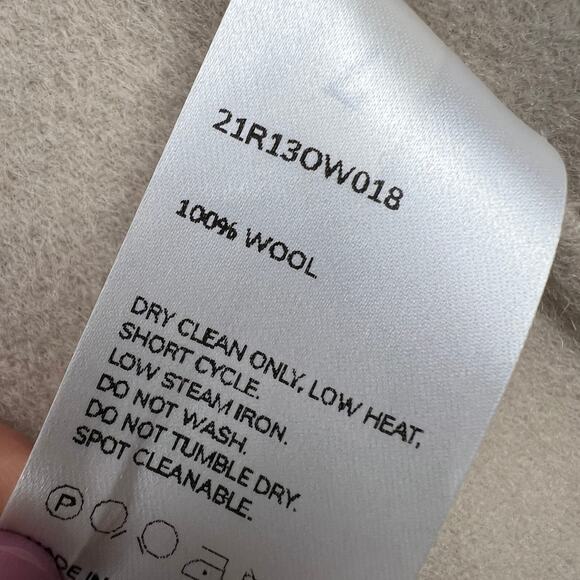 21R13OW018
100% WOOL
DRY CLEAN ONLY, LOW HEAT,
SHORT CYCLE.
LOW STEAM IRON.
DO NOT WASH.
DO NOT TUMBLE DRY.
SPOT CLEANABLE.
P
IN